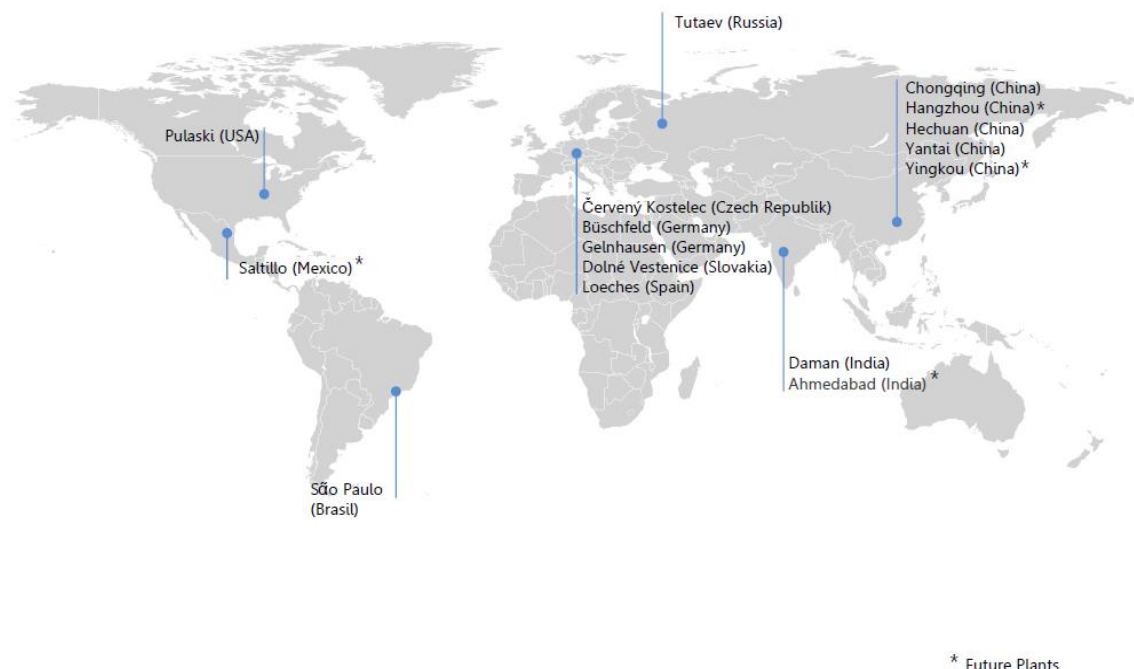 Tutaev (Russia)
Chongqing (China)
Hangzhou (China)*
Hechuan (China)
Yantai (China)
Yingkou (China)*
Pulaski (USA)
Červený Kostelec (Czech Republik)
Büschfeld (Germany)
Gelnhausen (Germany)
Dolné Vestenice (Slovakia)
Loeches (Spain)
Saltillo (Mexico)*
Daman (India)
Ahmedabad (India)*
São Paulo
(Brasil)
* Future Plants